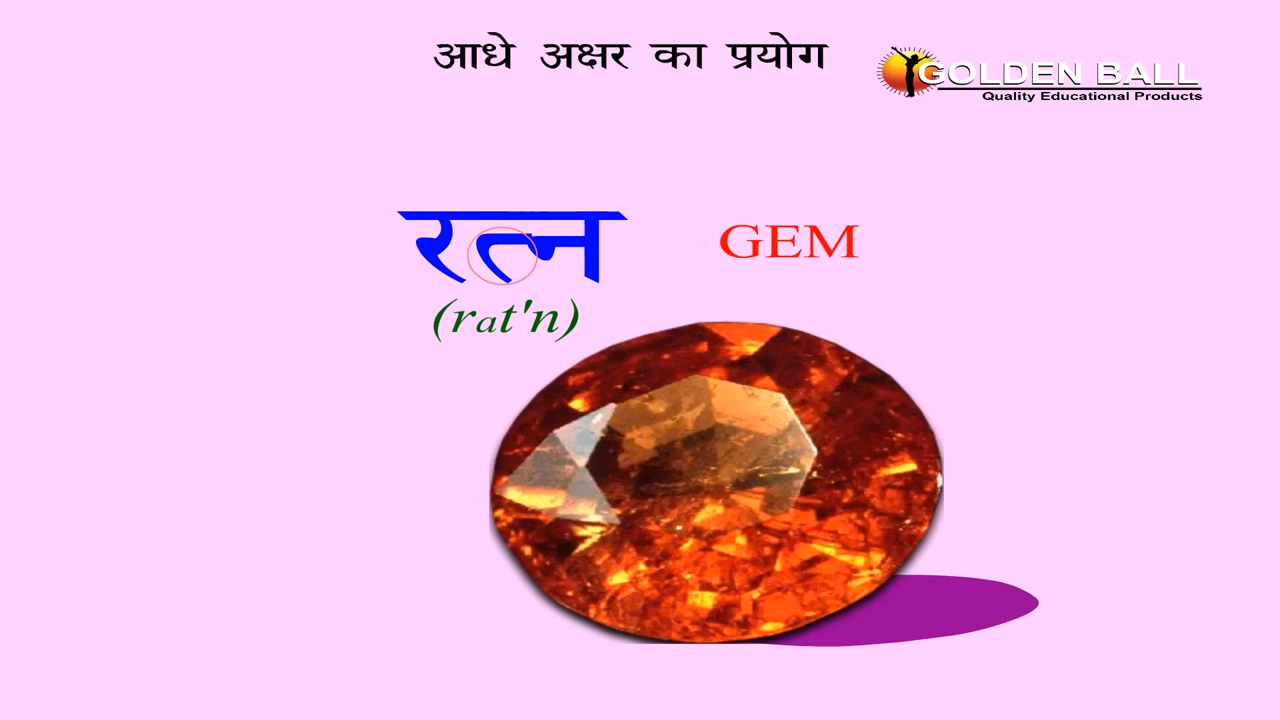 आधे अक्षर का प्रयोग
GOLDEN BALL
Quality Educational Products
रत्न
GEM
(rat'n)